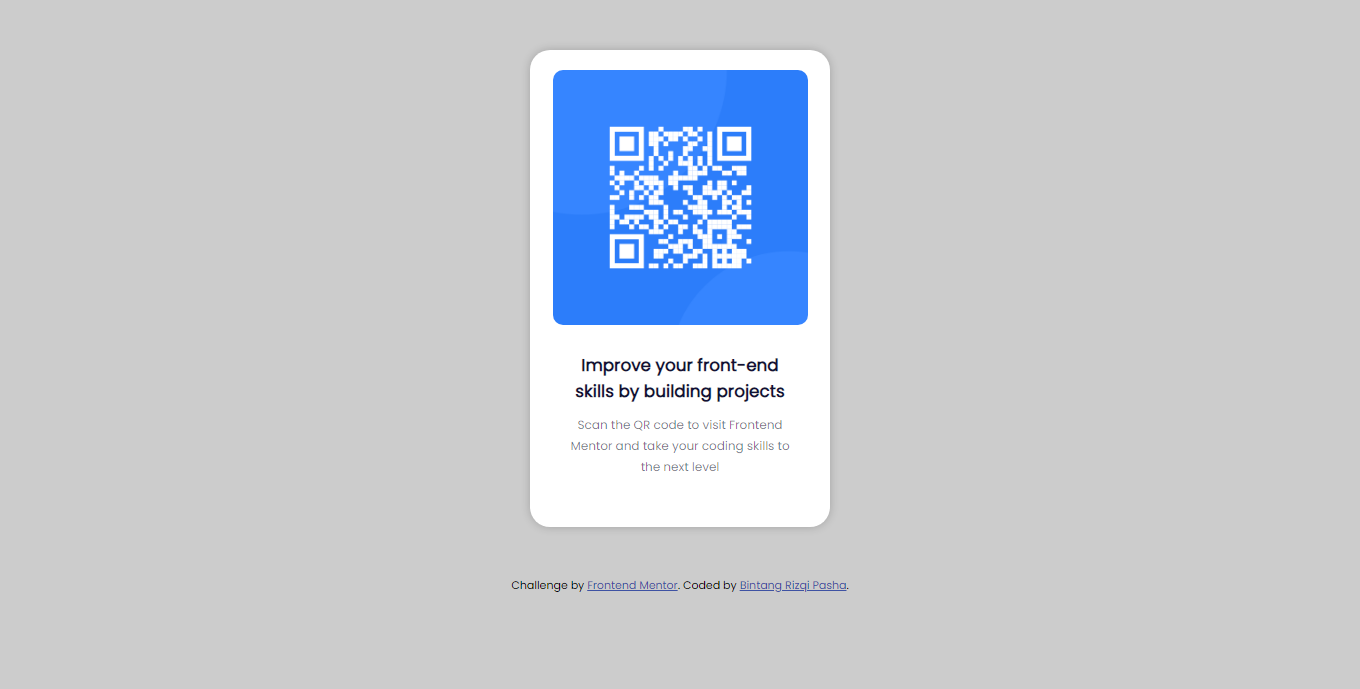 Improve your front-end
skills by building projects
Scan the QR code to visit Frontend
Mentor and take your coding skills to
the next level
Challenge by Frontend Mentor. Coded by Bintang Rizqi Pasha.